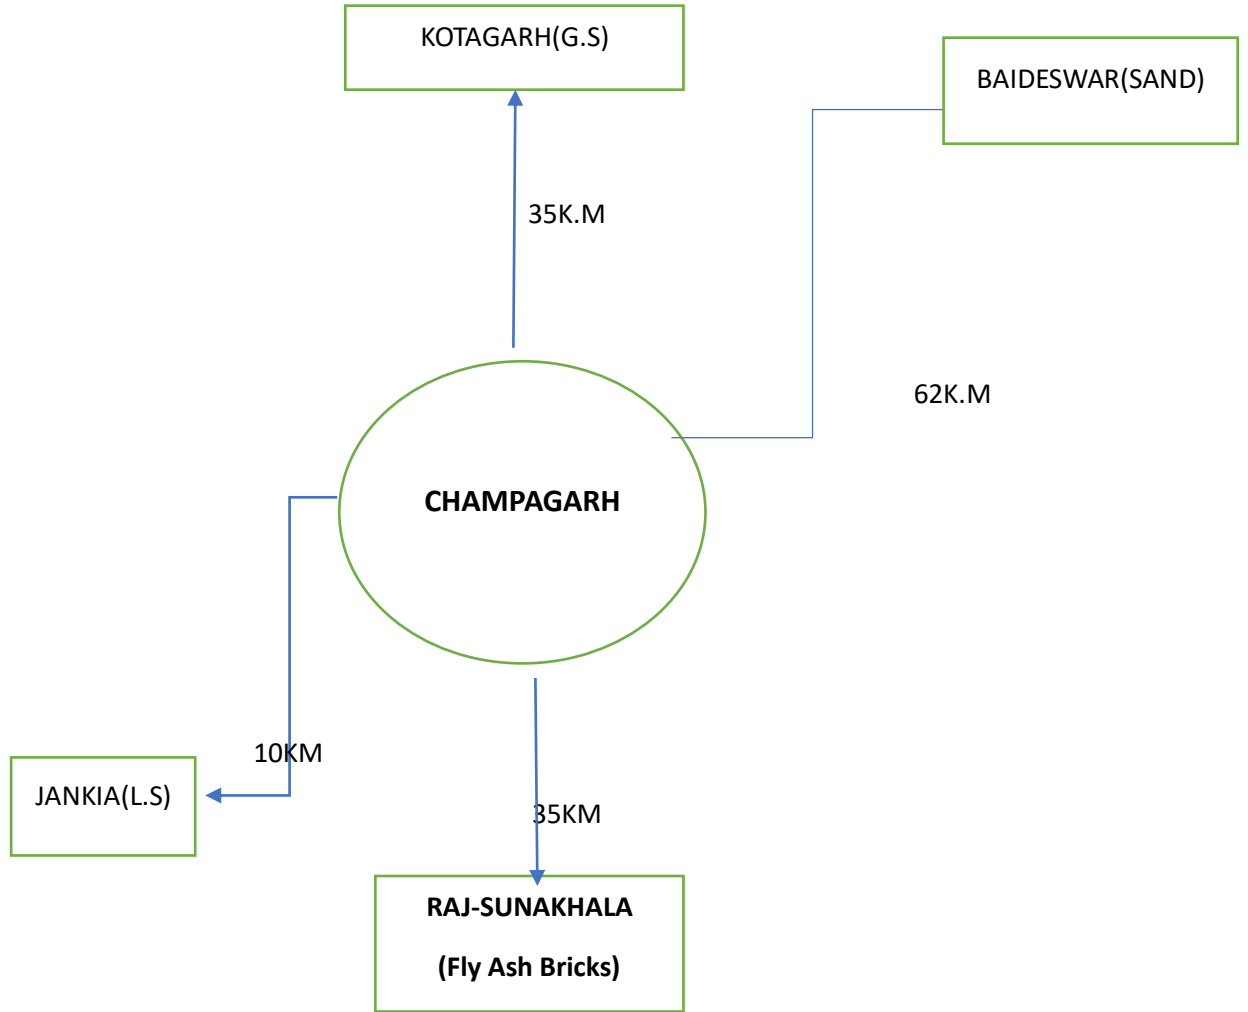 KOTAGARH(G.S)
BAIDESWAR(SAND)
35K.M
62K.M
CHAMPAGARH
10KM
JANKIA(L.S)
35KM
RAJ-SUNAKHALA
(Fly Ash Bricks)